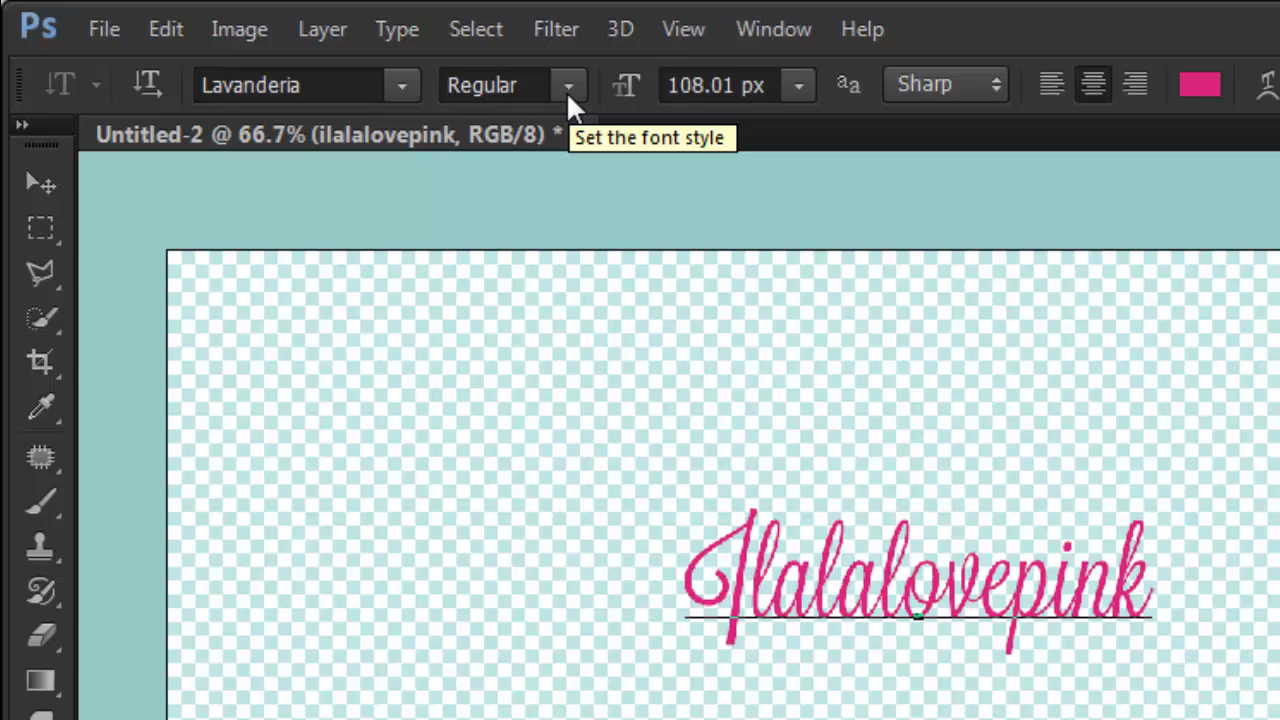 Ps File Edit Image Layer Type Select Filter 3D View Window Help
Lavanderia Regular 108.01 px aa Sharp
Untitled-2 @ 66.7% (ilalalovepink, RGB/8) *
Set the font style
Ilalalovepink